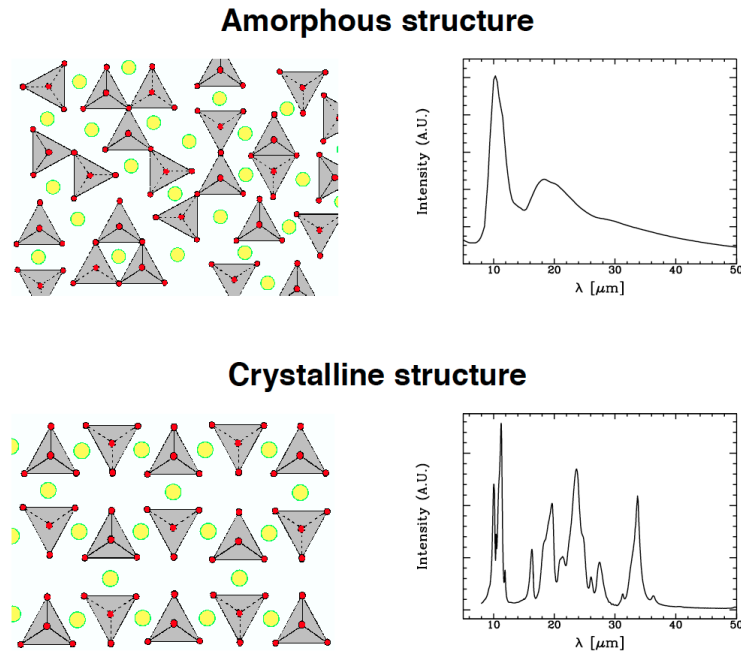 Amorphous structure
Intensity (A.U.)
10 20 30 40 50
λ [μm]
Crystalline structure
Intensity (A.U.)
10 20 30 40 50
λ [μm]